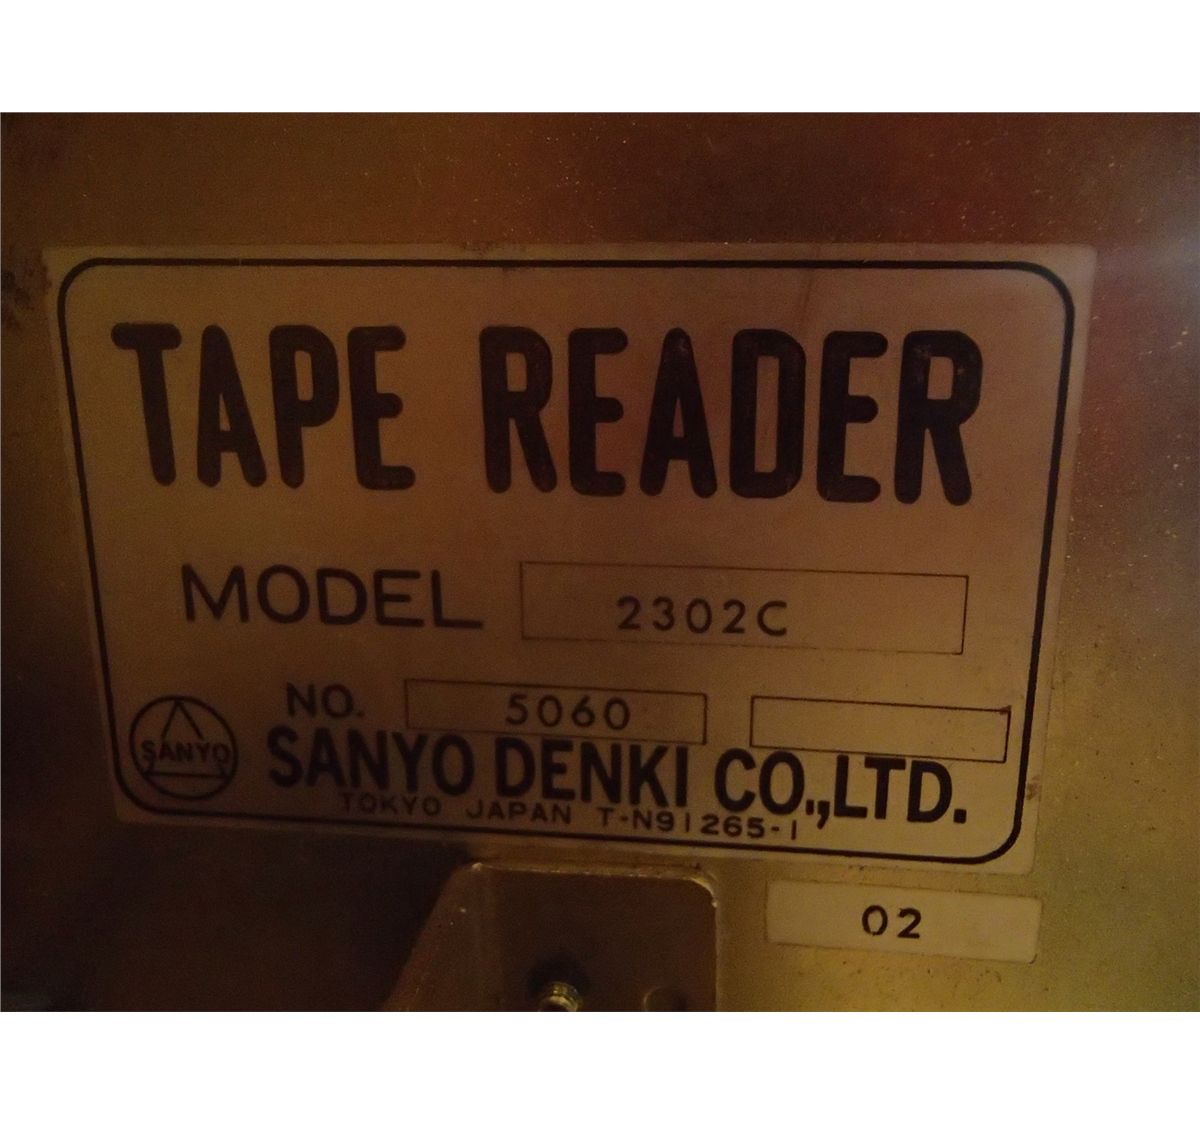 TAPE READER
MODEL 2302C
NO. 5060
SANYO
SANYO DENKI CO.,LTD.
TOKYO JAPAN T-N91265-1
02